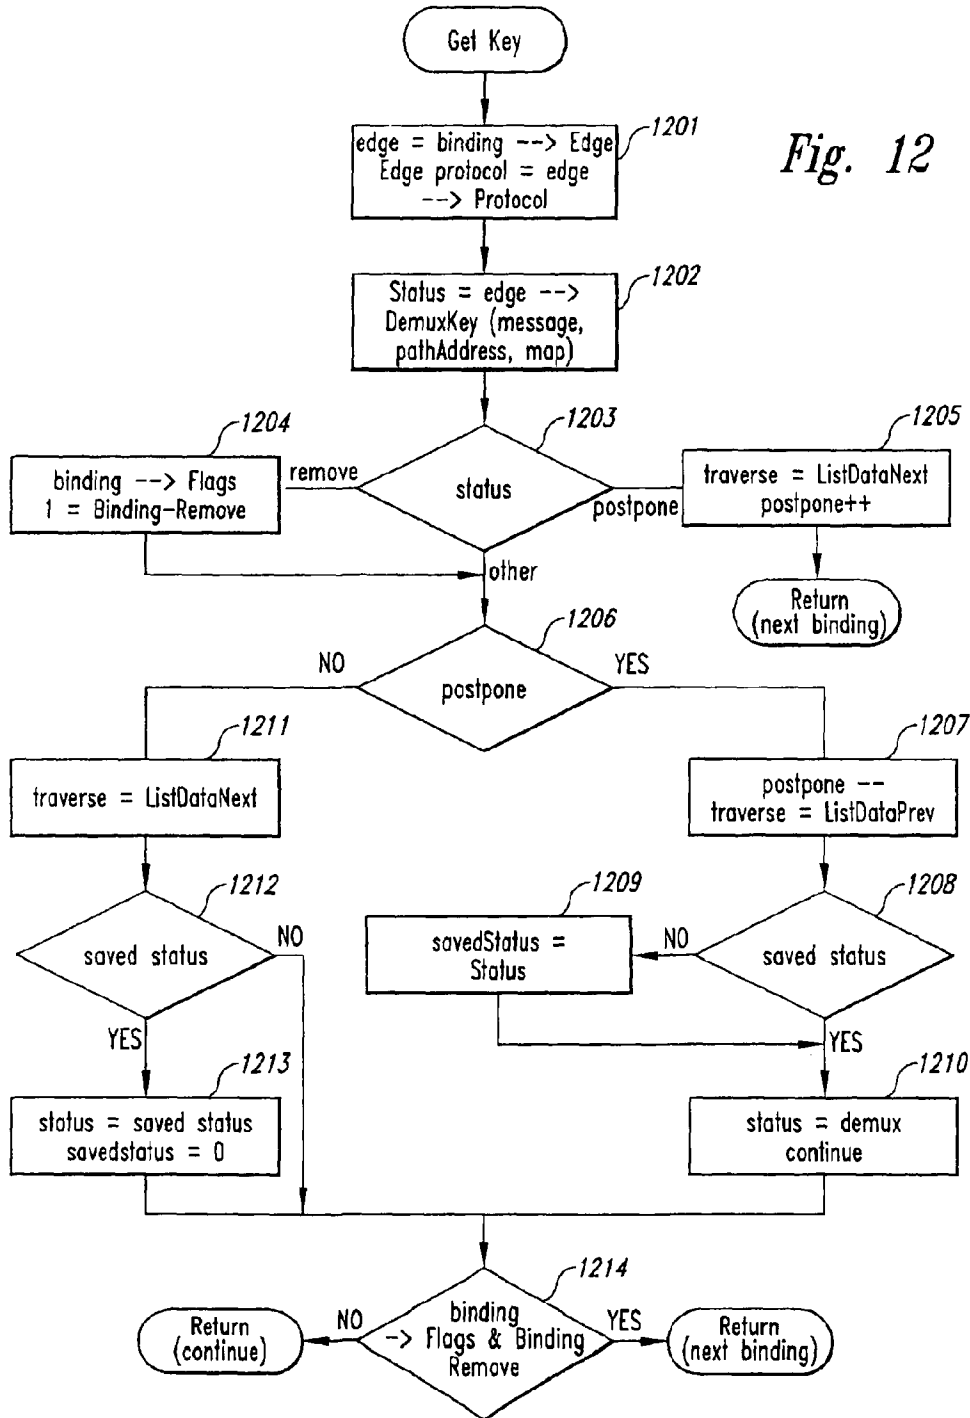 Get Key
Fig. 12
1201
edge = binding --> Edge
Edge protocol = edge
--> Protocol
1202
Status = edge -->
DemuxKey (message,
pathAddress, map)
1203
status
remove
postpone
other
1204
binding --> Flags
1 = Binding-Remove
1205
traverse = ListDataNext
postpone++
Return
(next binding)
1206
postpone
NO
YES
1211
traverse = ListDataNext
1207
postpone --
traverse = ListDataPrev
1212
saved status
NO
YES
1209
savedStatus =
Status
1208
saved status
NO
YES
1213
status = saved status
savedstatus = 0
1210
status = demux
continue
1214
binding
-> Flags & Binding
Remove
NO
YES
Return
(continue)
Return
(next binding)